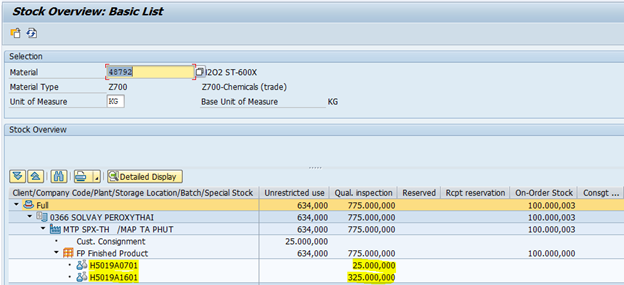 Stock Overview: Basic List
Selection
Material 48792 H2O2 ST-600X
Material Type Z700 Z700-Chemicals (trade)
Unit of Measure KG Base Unit of Measure KG
Stock Overview
Detailed Display
Client/Company Code/Plant/Storage Location/Batch/Special Stock Unrestricted use Qual. inspection Reserved Rcpt reservation On-Order Stock Consgt ...
Full 634,000 775.000,000 100.000,003
0366 SOLVAY PEROXYTHAI 634,000 775.000,000 100.000,003
MTP SPX-TH /MAP TA PHUT 634,000 775.000,000 100.000,003
Cust. Consignment 25.000,000
FP Finished Product 634,000 775.000,000 100.000,000
H5019A0701 25.000,000
H5019A1601 325.000,000